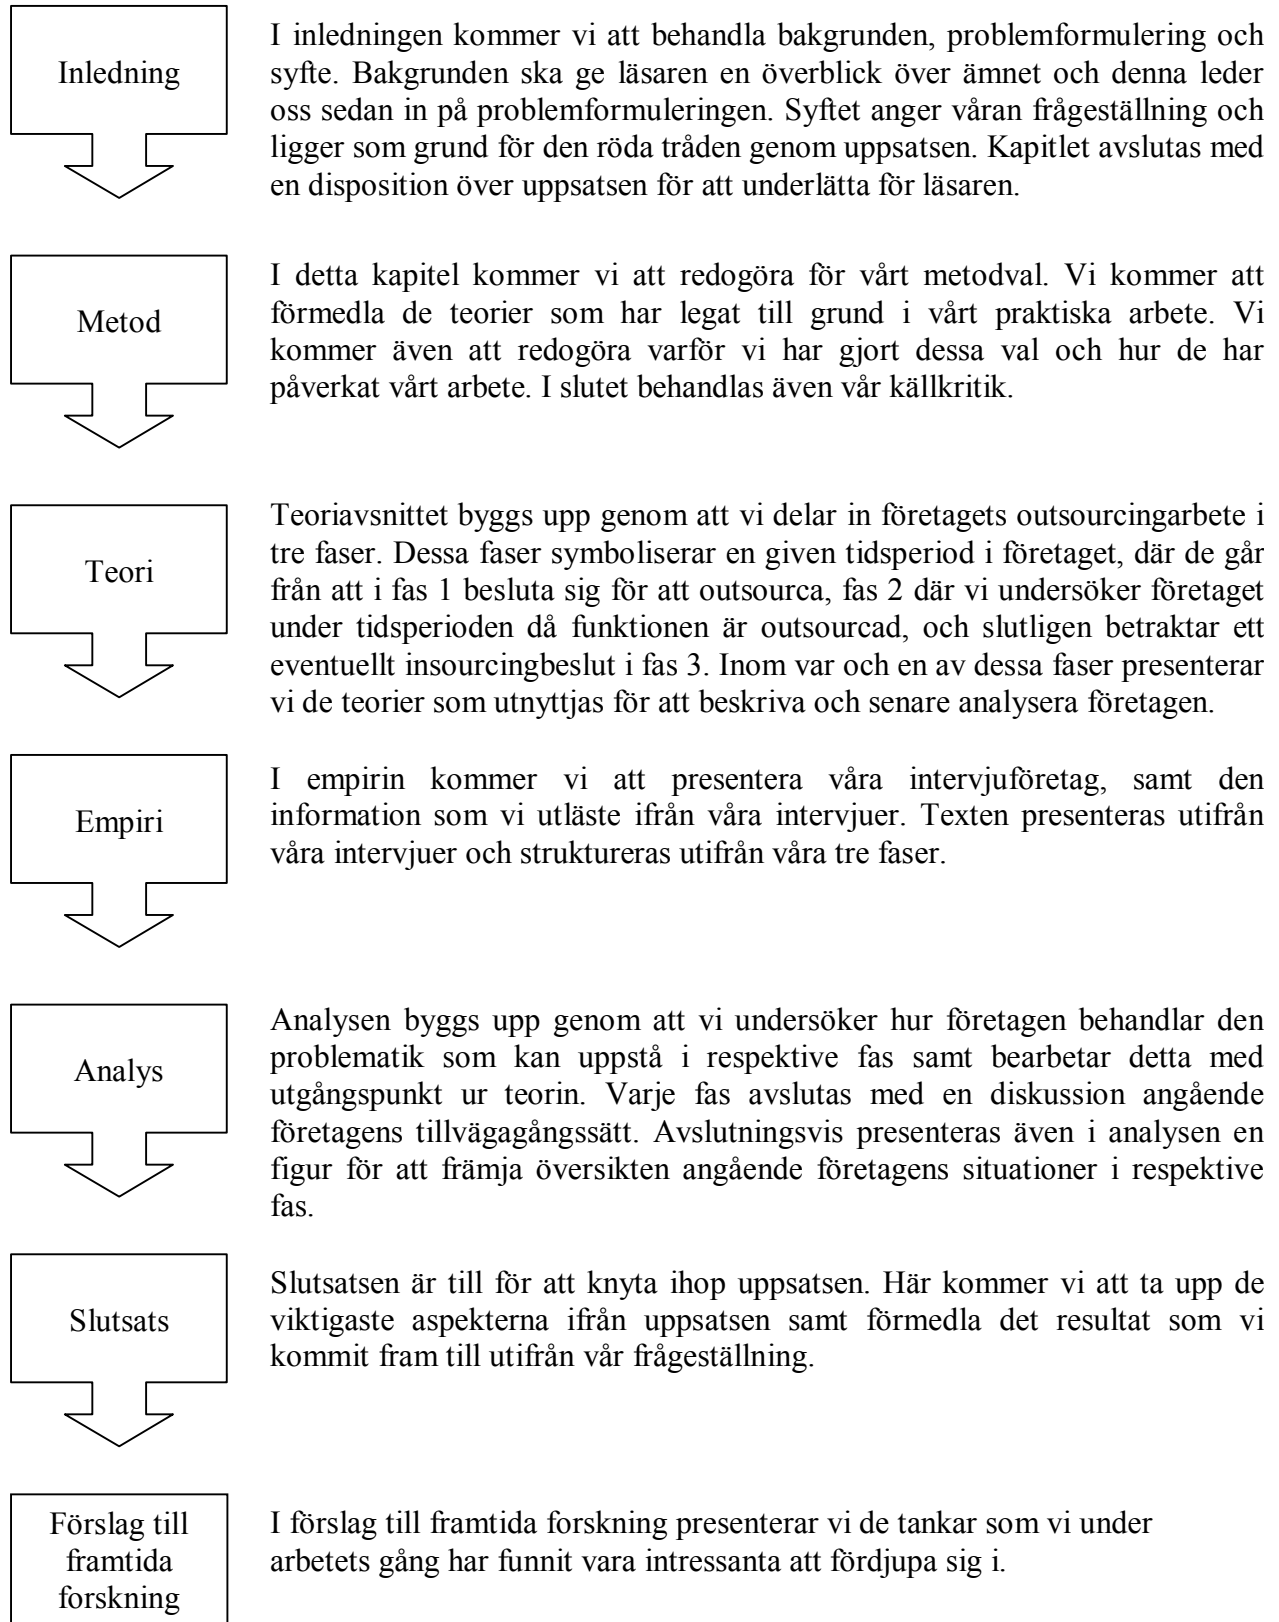 Inledning
I inledningen kommer vi att behandla bakgrunden, problemformulering och
syfte. Bakgrunden ska ge läsaren en överblick över ämnet och denna leder
oss sedan in på problemformuleringen. Syftet anger våran frågeställning och
ligger som grund för den röda tråden genom uppsatsen. Kapitlet avslutas med
en disposition över uppsatsen för att underlätta för läsaren.
Metod
I detta kapitel kommer vi att redogöra för vårt metodval. Vi kommer att
förmedla de teorier som har legat till grund i vårt praktiska arbete. Vi
kommer även att redogöra varför vi har gjort dessa val och hur de har
påverkat vårt arbete. I slutet behandlas även vår källkritik.
Teori
Teoriavsnittet byggs upp genom att vi delar in företagets outsourcingarbete i
tre faser. Dessa faser symboliserar en given tidsperiod i företaget, där de går
från att i fas 1 besluta sig för att outsourca, fas 2 där vi undersöker företaget
under tidsperioden då funktionen är outsourcad, och slutligen betraktar ett
eventuellt insourcingbeslut i fas 3. Inom var och en av dessa faser presenterar
vi de teorier som utnyttjas för att beskriva och senare analysera företagen.
Empiri
I empirin kommer vi att presentera våra intervjuföretag, samt den
information som vi utläste ifrån våra intervjuer. Texten presenteras utifrån
våra intervjuer och struktureras utifrån våra tre faser.
Analys
Analysen byggs upp genom att vi undersöker hur företagen behandlar den
problematik som kan uppstå i respektive fas samt bearbetar detta med
utgångspunkt ur teorin. Varje fas avslutas med en diskussion angående
företagens tillvägagångssätt. Avslutningsvis presenteras även i analysen en
figur för att främja översikten angående företagens situationer i respektive
fas.
Slutsats
Slutsatsen är till för att knyta ihop uppsatsen. Här kommer vi att ta upp de
viktigaste aspekterna ifrån uppsatsen samt förmedla det resultat som vi
kommit fram till utifrån vår frågeställning.
Förslag till
framtida
forskning
I förslag till framtida forskning presenterar vi de tankar som vi under
arbetets gång har funnit vara intressanta att fördjupa sig i.